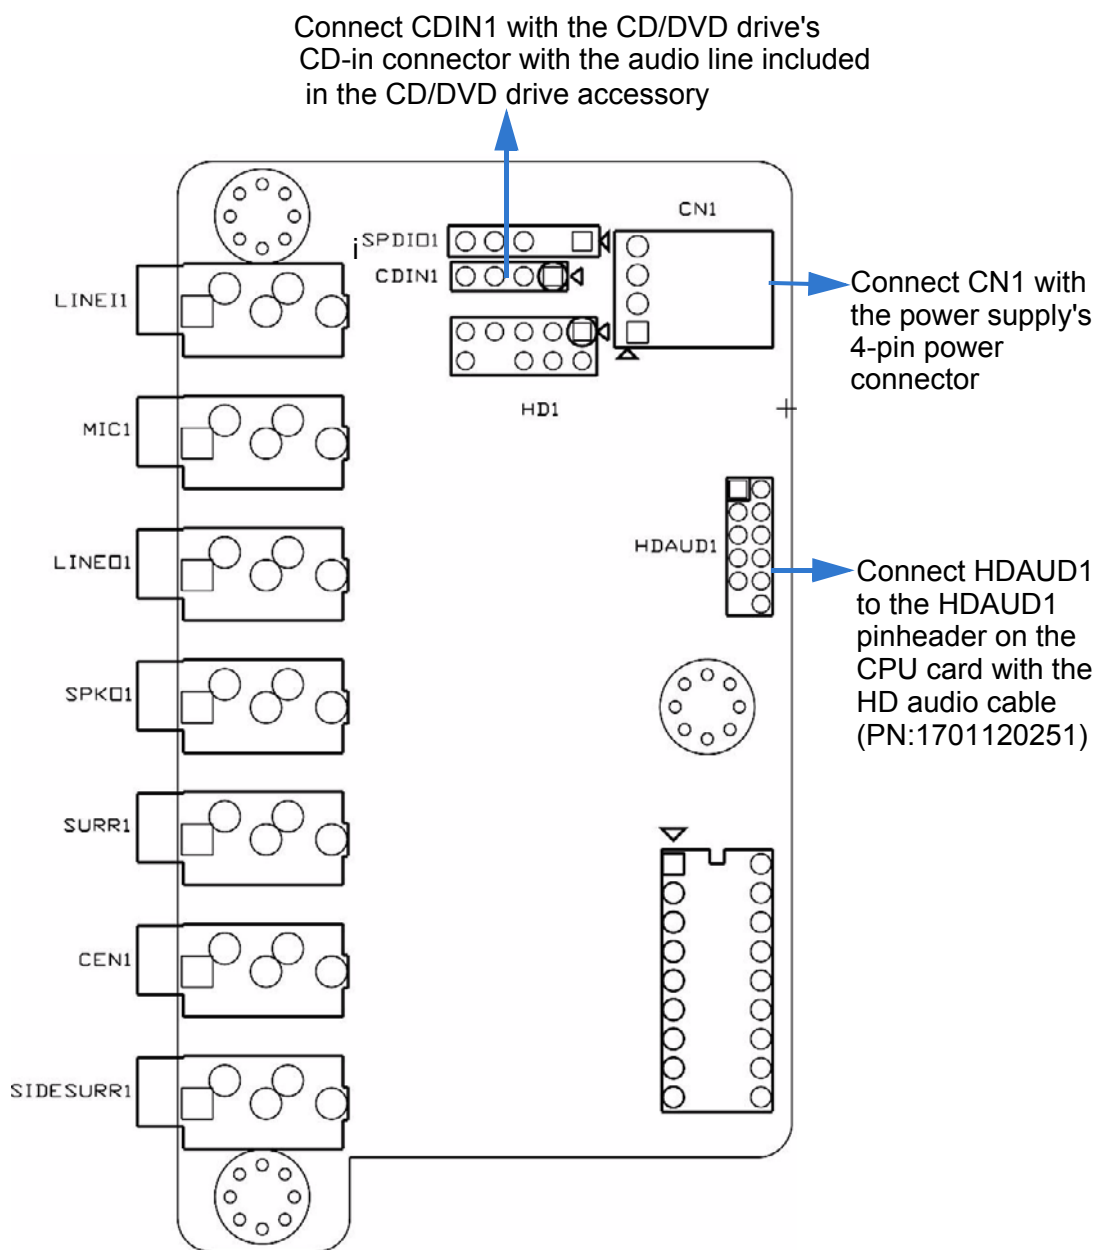 Connect CDIN1 with the CD/DVD drive's
CD-in connector with the audio line included
in the CD/DVD drive accessory
CN1
iSPDIO1
CDIN1
LINEI1
Connect CN1 with
the power supply's
4-pin power
connector
HD1
MIC1
HDAUD1
LINEO1
Connect HDAUD1
to the HDAUD1
pinheader on the
CPU card with the
HD audio cable
(PN:1701120251)
SPKO1
SURR1
CEN1
SIDESURR1